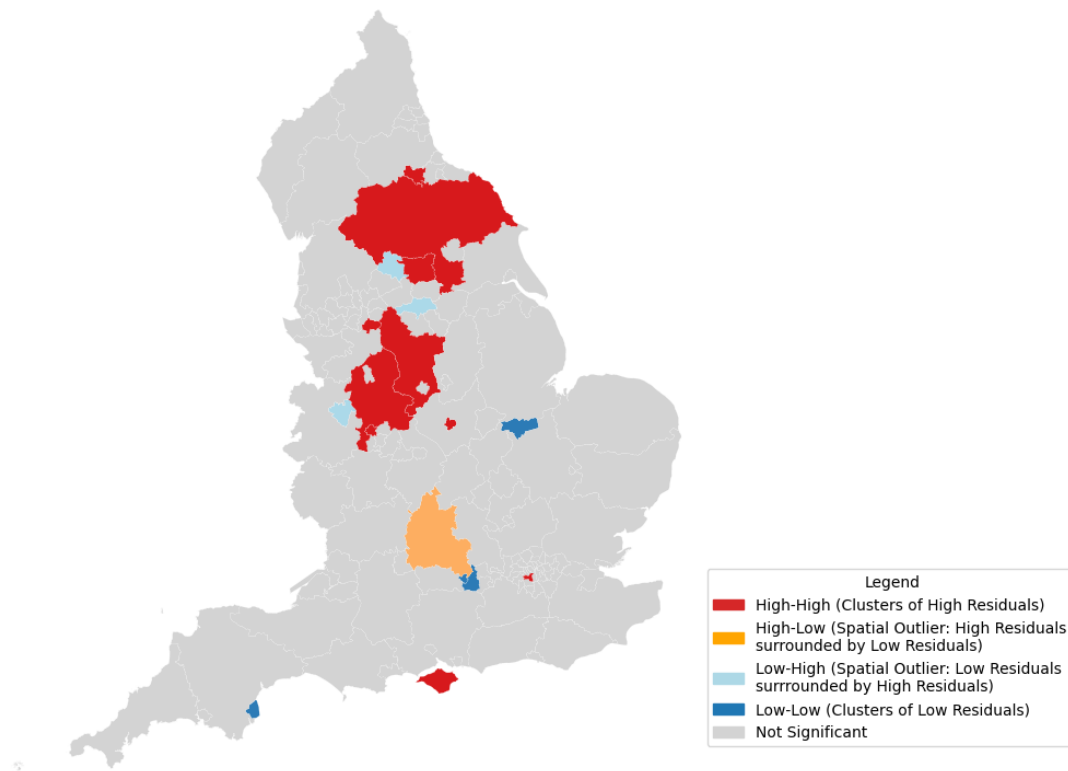 Legend
High-High (Clusters of High Residuals)
High-Low (Spatial Outlier: High Residuals
surrounded by Low Residuals)
Low-High (Spatial Outlier: Low Residuals
surrrounded by High Residuals)
Low-Low (Clusters of Low Residuals)
Not Significant